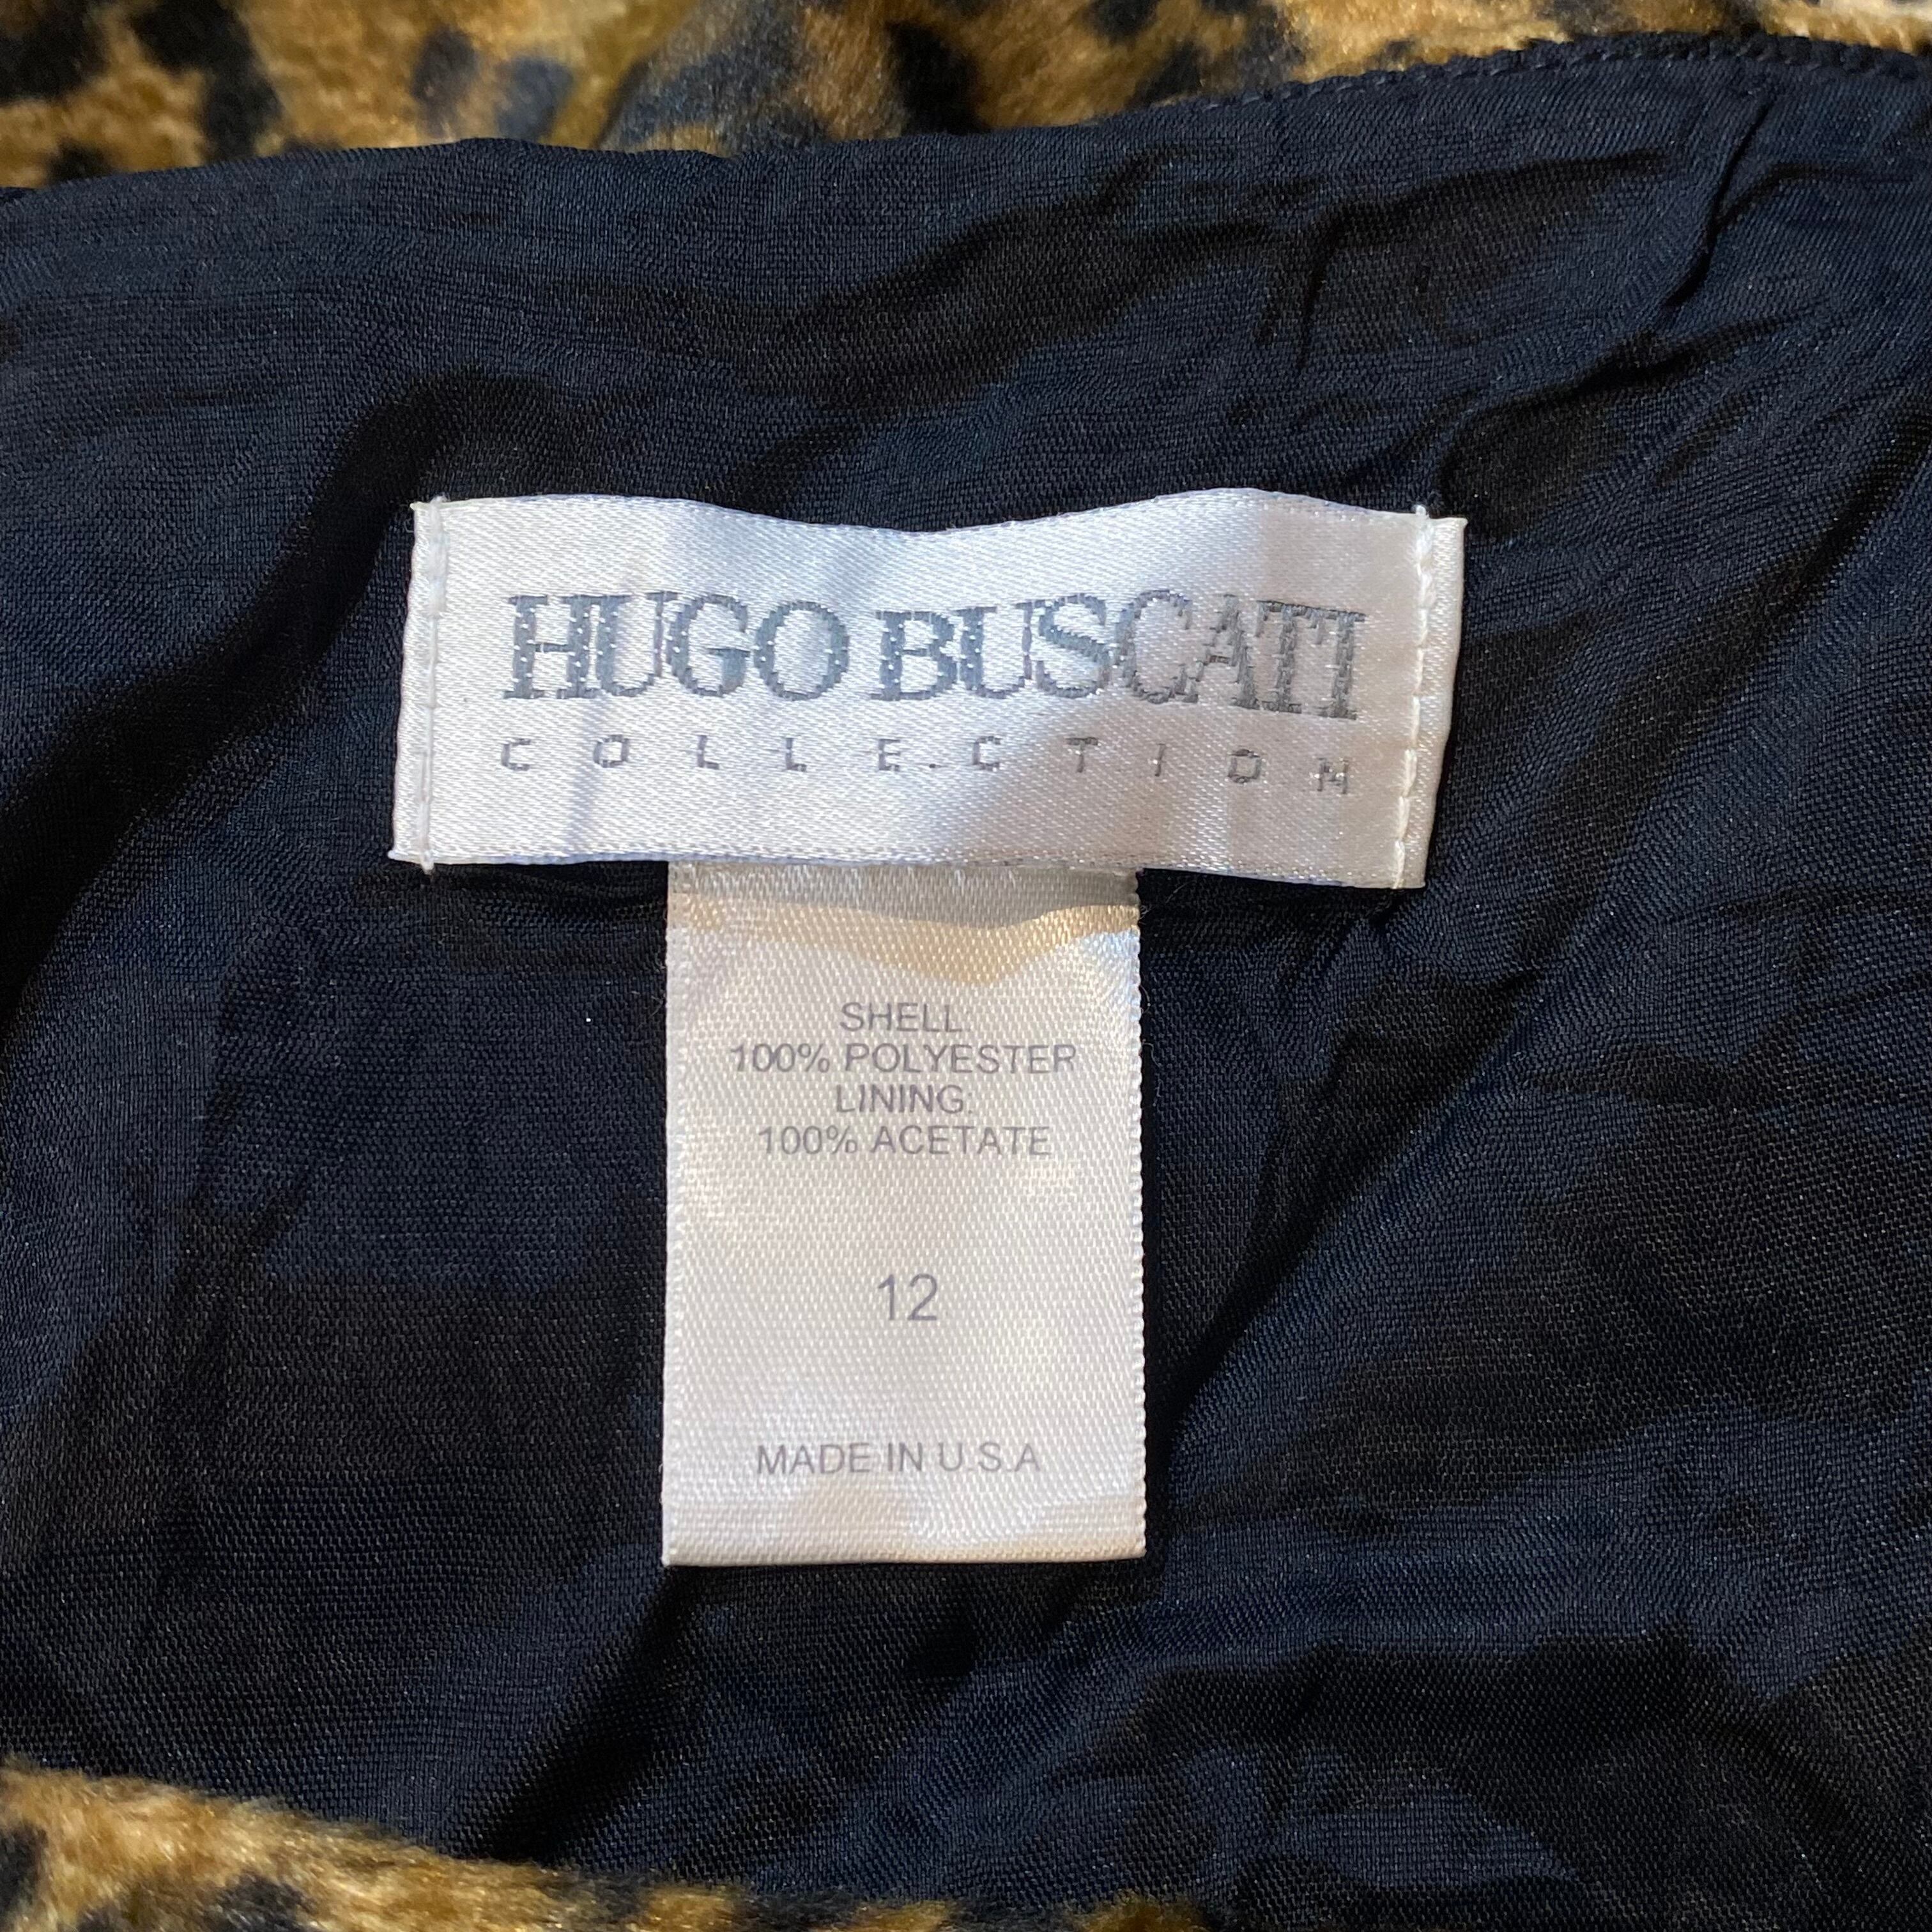 HUGO BUSCATI
COLLECTION
SHELL:
100% POLYESTER
LINING:
100% ACETATE
12
MADE IN U.S.A